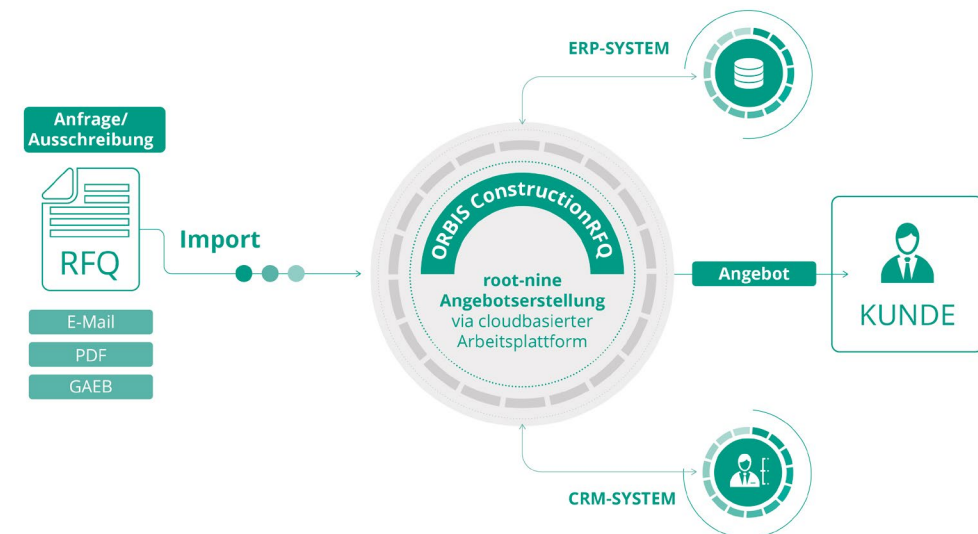 Anfrage/
Ausschreibung
RFQ
E-Mail
PDF
GAEB
Import
ORBIS ConstructionRFQ
root-nine
Angebotserstellung
via cloudbasierter
Arbeitsplattform
ERP-SYSTEM
CRM-SYSTEM
Angebot
KUNDE